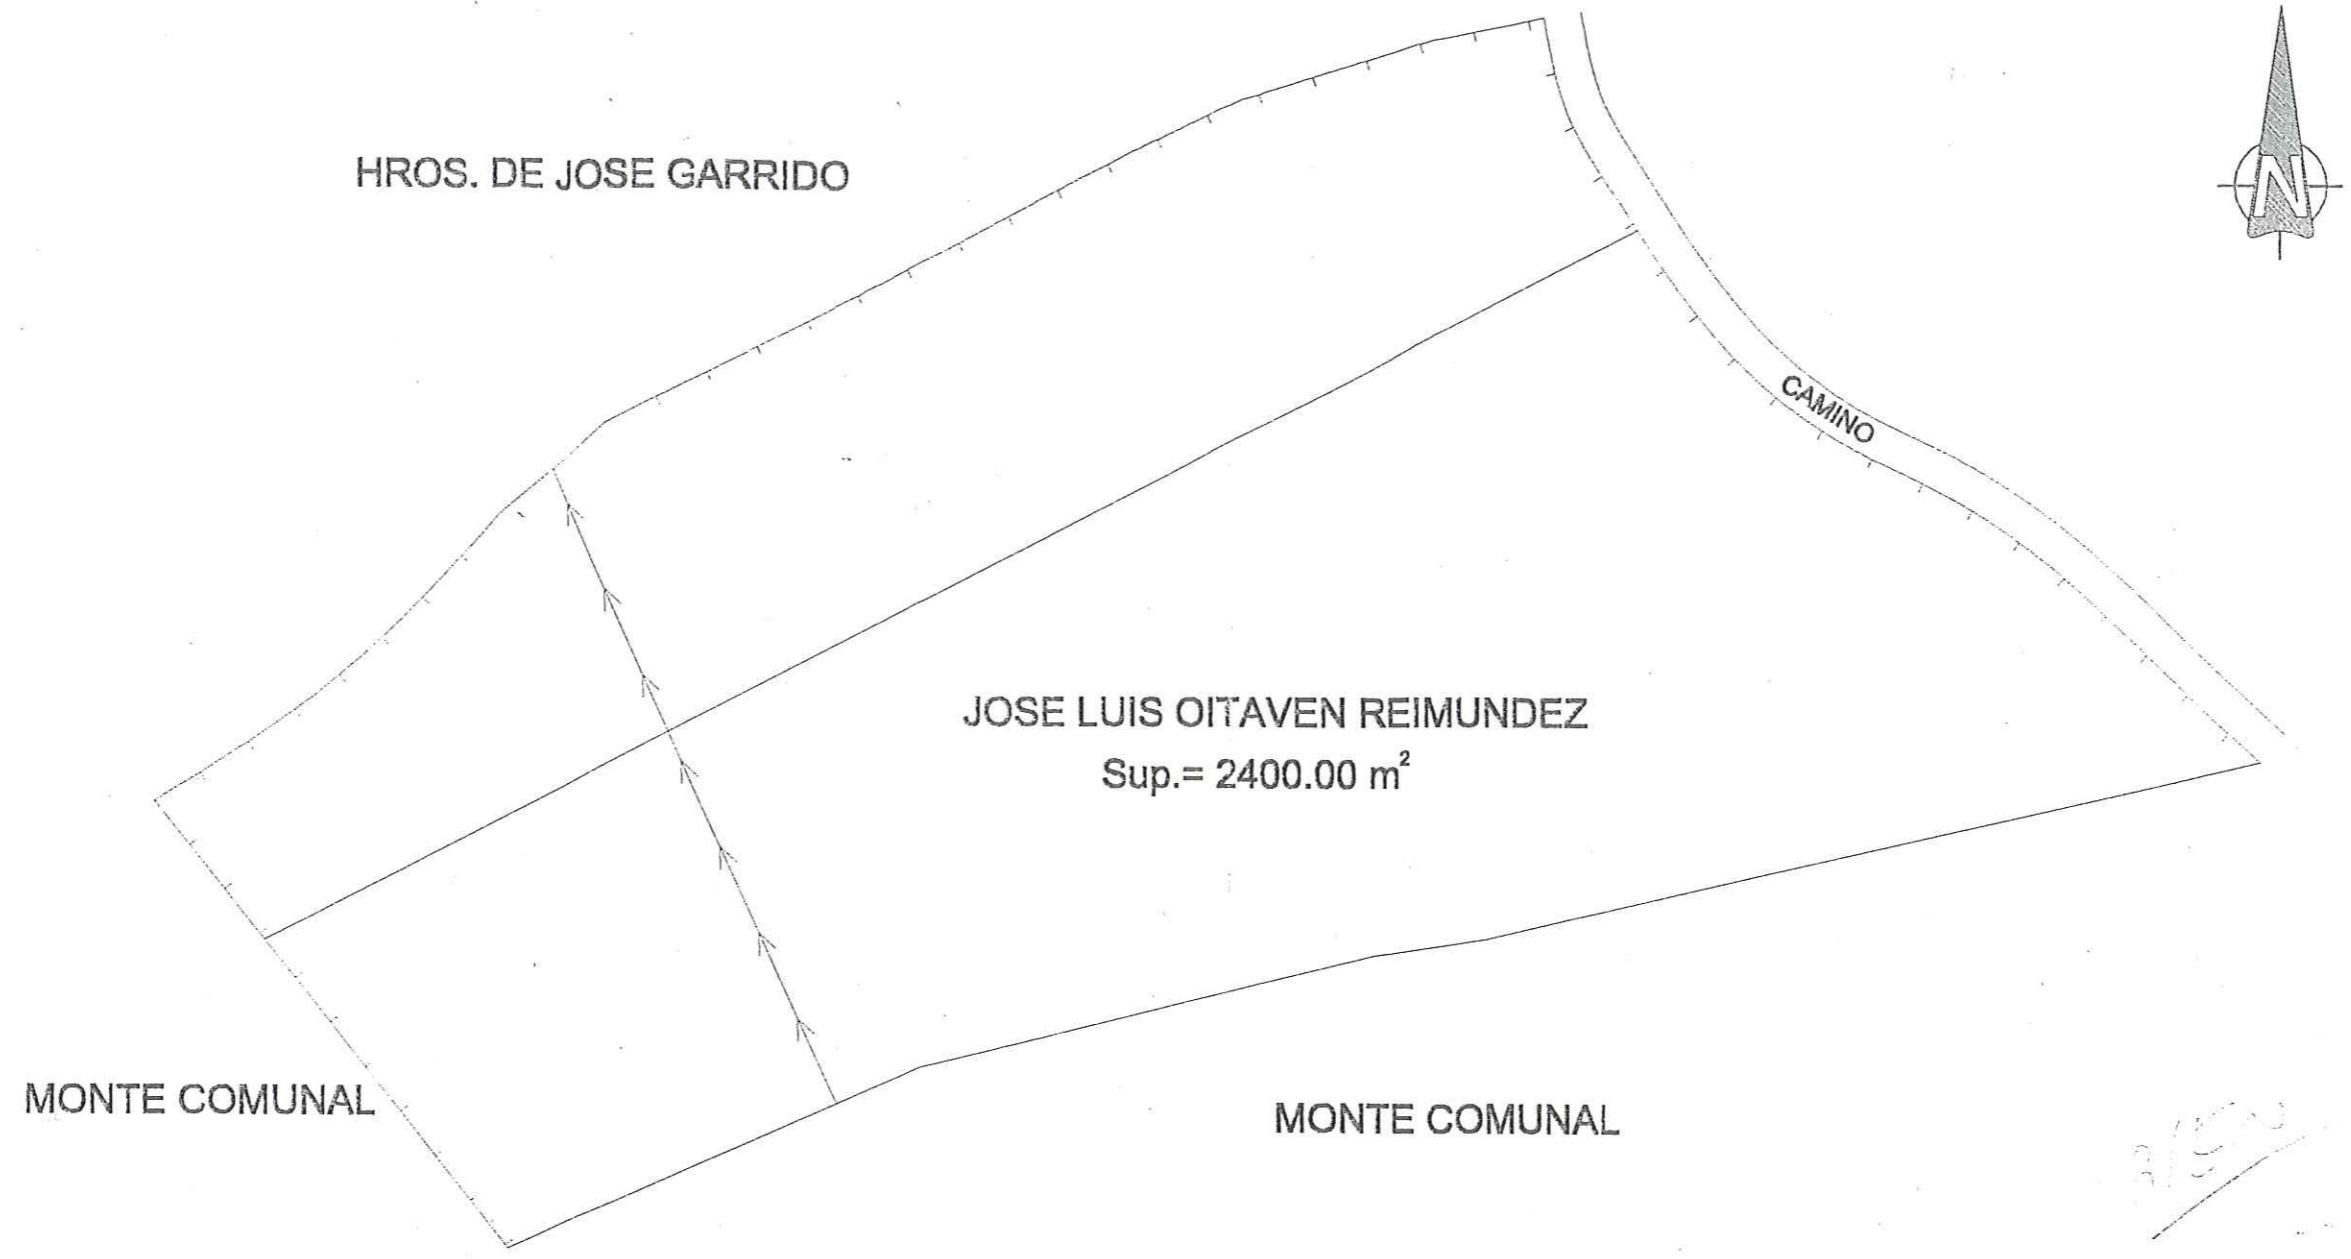 HROS. DE JOSE GARRIDO
N
CAMINO
JOSE LUIS OITAVEN REIMUNDEZ
Sup.= 2400.00 m²
MONTE COMUNAL
MONTE COMUNAL